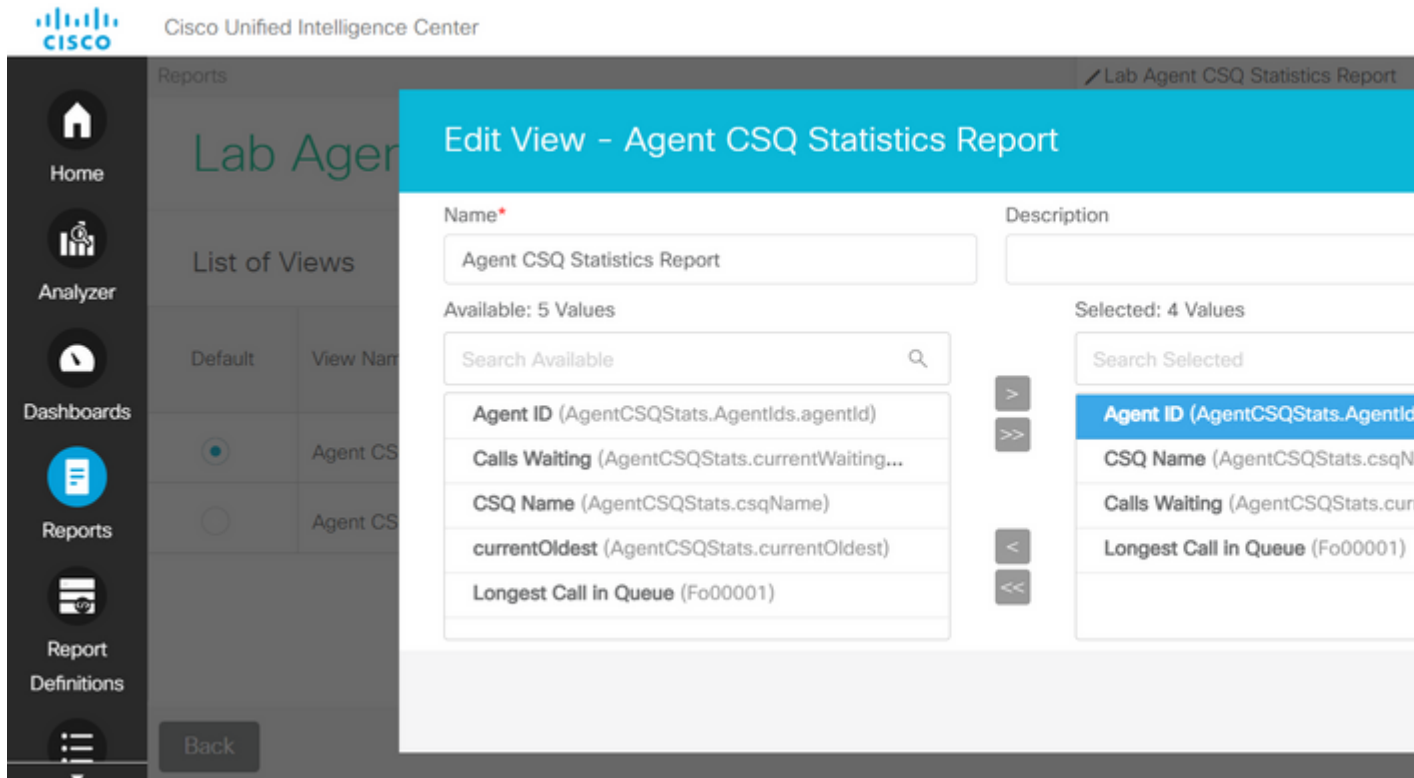 CISCO
Cisco Unified Intelligence Center
Reports
Lab Agent CSQ Statistics Report
Home
Analyzer
Dashboards
Reports
Report
Definitions
Lab Agen
List of Views
Default
View Nam
Agent CS
Agent CS
Back
Edit View - Agent CSQ Statistics Report
Name*
Description
Agent CSQ Statistics Report
Available: 5 Values
Selected: 4 Values
Search Available
Search Selected
Agent ID (AgentCSQStats.AgentIds.agentId)
Calls Waiting (AgentCSQStats.currentWaiting...
CSQ Name (AgentCSQStats.csqName)
currentOldest (AgentCSQStats.currentOldest)
Longest Call in Queue (Fo00001)
>
>>
<
<<
Agent ID (AgentCSQStats.AgentId
CSQ Name (AgentCSQStats.csqN
Calls Waiting (AgentCSQStats.curr
Longest Call in Queue (Fo00001)